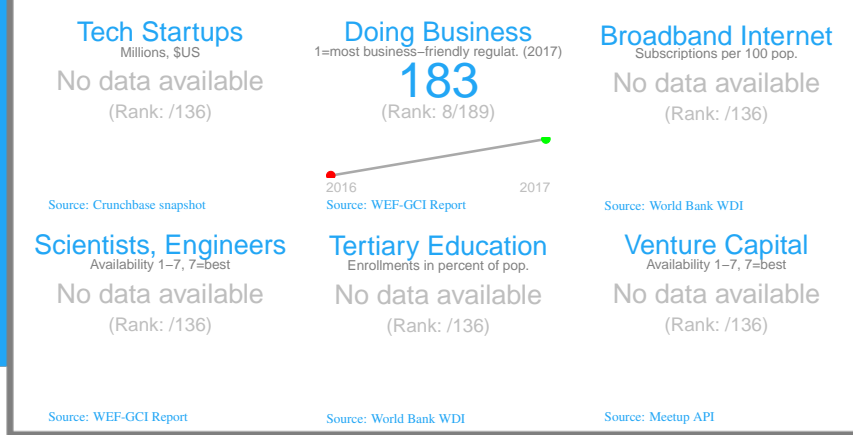 Tech Startups
Millions, $US
No data available
(Rank: /136)
Source: Crunchbase snapshot
Doing Business
1=most business−friendly regulat. (2017)
183
(Rank: 8/189)
2016 2017
Source: WEF-GCI Report
Broadband Internet
Subscriptions per 100 pop.
No data available
(Rank: /136)
Source: World Bank WDI
Scientists, Engineers
Availability 1−7, 7=best
No data available
(Rank: /136)
Source: WEF-GCI Report
Tertiary Education
Enrollments in percent of pop.
No data available
(Rank: /136)
Source: World Bank WDI
Venture Capital
Availability 1−7, 7=best
No data available
(Rank: /136)
Source: Meetup API